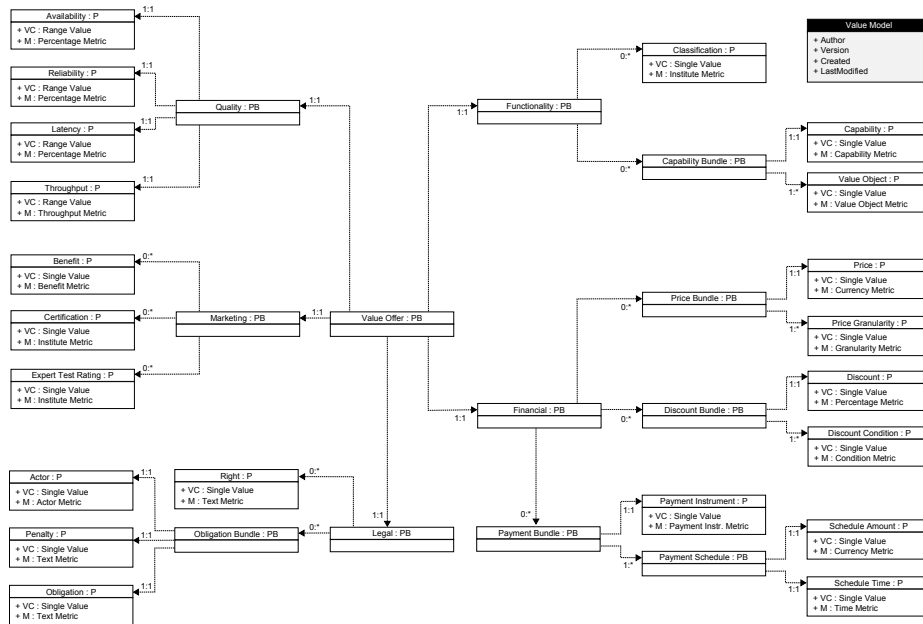 Availability : P
+ VC : Range Value
+ M : Percentage Metric
1:1
Reliability : P
+ VC : Range Value
+ M : Percentage Metric
1:1
Latency : P
+ VC : Range Value
+ M : Percentage Metric
1:1
Throughput : P
+ VC : Range Value
+ M : Throughput Metric
1:1
Quality : PB
1:1
Benefit : P
+ VC : Single Value
+ M : Benefit Metric
0:*
Certification : P
+ VC : Single Value
+ M : Institute Metric
0:*
Expert Test Rating : P
+ VC : Single Value
+ M : Institute Metric
0:*
Marketing : PB
1:1
Value Offer : PB
Actor : P
+ VC : Single Value
+ M : Actor Metric
1:1
Penalty : P
+ VC : Single Value
+ M : Text Metric
1:1
Obligation : P
+ VC : Single Value
+ M : Text Metric
1:1
Right : P
+ VC : Single Value
+ M : Text Metric
0:*
Obligation Bundle : PB
0:*
Legal : PB
1:1
Functionality : PB
1:1
Classification : P
+ VC : Single Value
+ M : Institute Metric
0:*
Capability Bundle : PB
0:*
Capability : P
+ VC : Single Value
+ M : Capability Metric
1:1
Value Object : P
+ VC : Single Value
+ M : Value Object Metric
1:*
Value Model
+ Author
+ Version
+ Created
+ LastModified
Financial : PB
1:1
Price Bundle : PB
0:*
Price : P
+ VC : Single Value
+ M : Currency Metric
1:1
Price Granularity : P
+ VC : Single Value
+ M : Granularity Metric
1:*
Discount Bundle : PB
0:*
Discount : P
+ VC : Single Value
+ M : Percentage Metric
1:1
Discount Condition : P
+ VC : Single Value
+ M : Condition Metric
1:*
Payment Bundle : PB
0:*
Payment Instrument : P
+ VC : Single Value
+ M : Payment Instr. Metric
1:1
Payment Schedule : PB
1:*
Schedule Amount : P
+ VC : Single Value
+ M : Currency Metric
1:1
Schedule Time : P
+ VC : Single Value
+ M : Time Metric
1:1